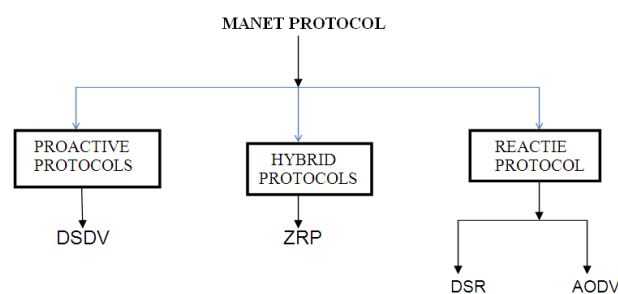 MANET PROTOCOL
PROACTIVE
PROTOCOLS
HYBRID
PROTOCOLS
REACTIE
PROTOCOL
DSDV
ZRP
DSR
AODV